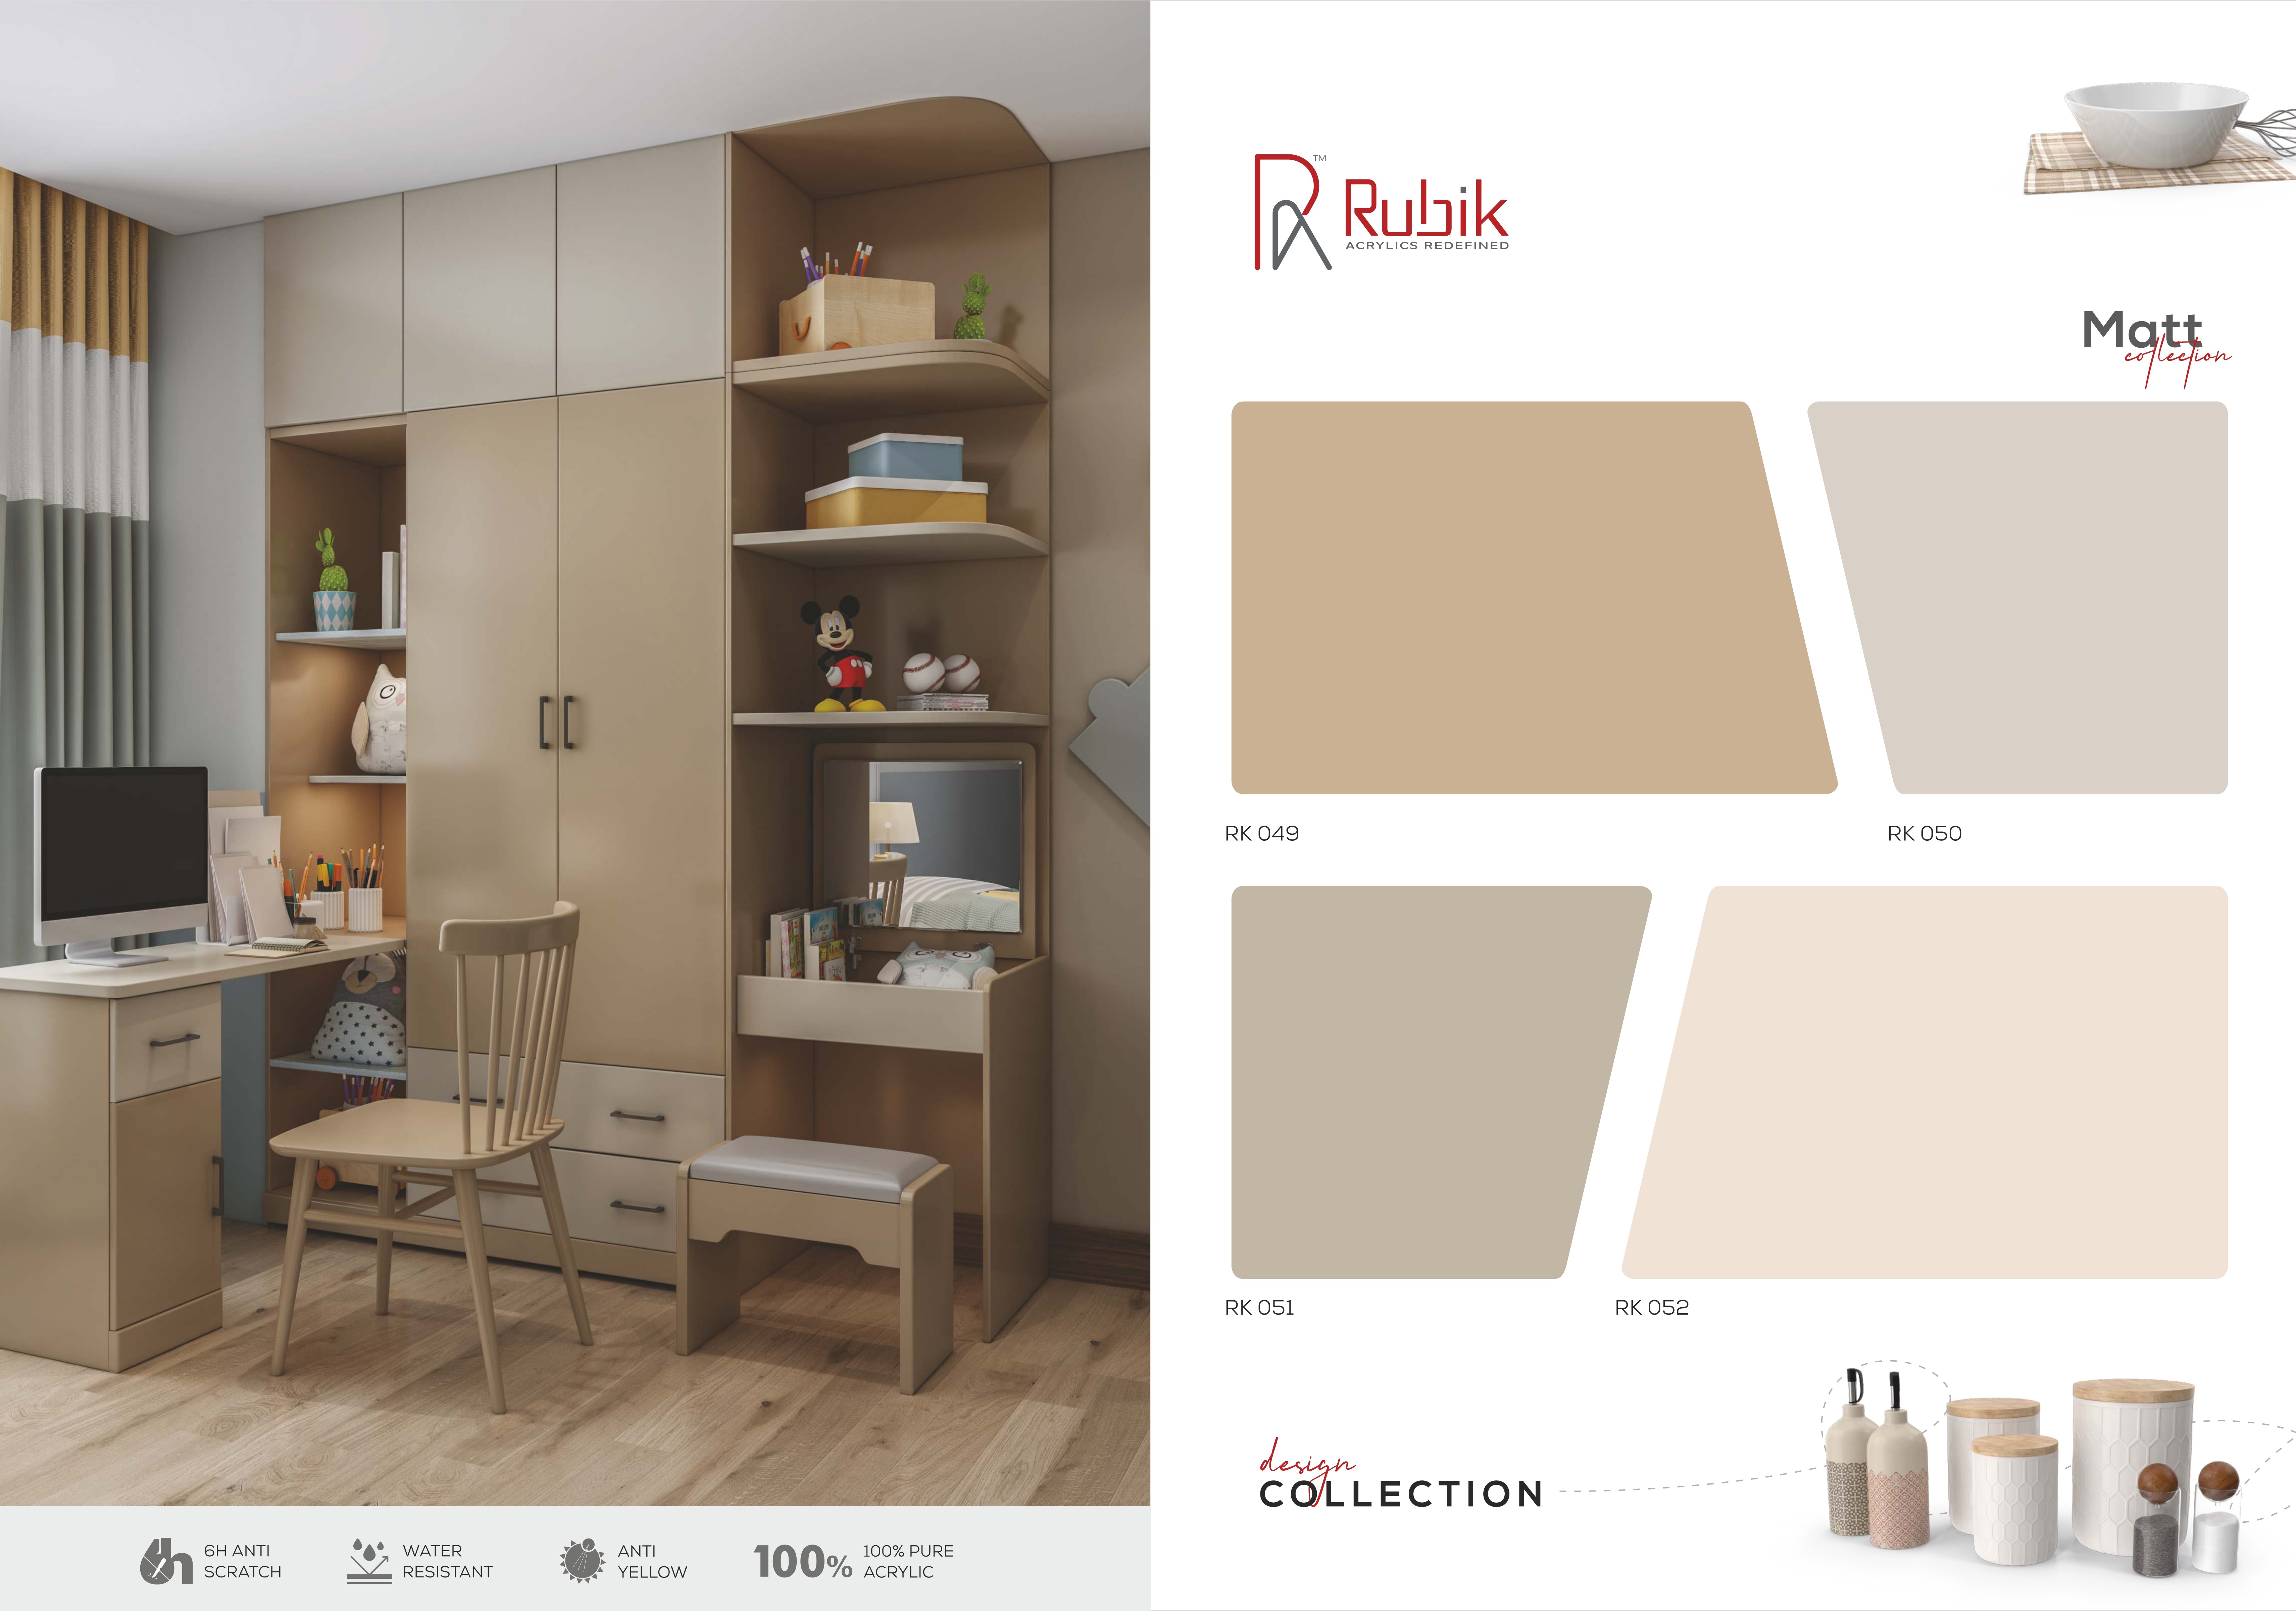 6H ANTI
SCRATCH
WATER
RESISTANT
ANTI
YELLOW
100%
100% PURE
ACRYLIC
TM
Rubik
ACRYLICS REDEFINED
Matt
collection
RK 049
RK 050
RK 051
RK 052
design
COLLECTION